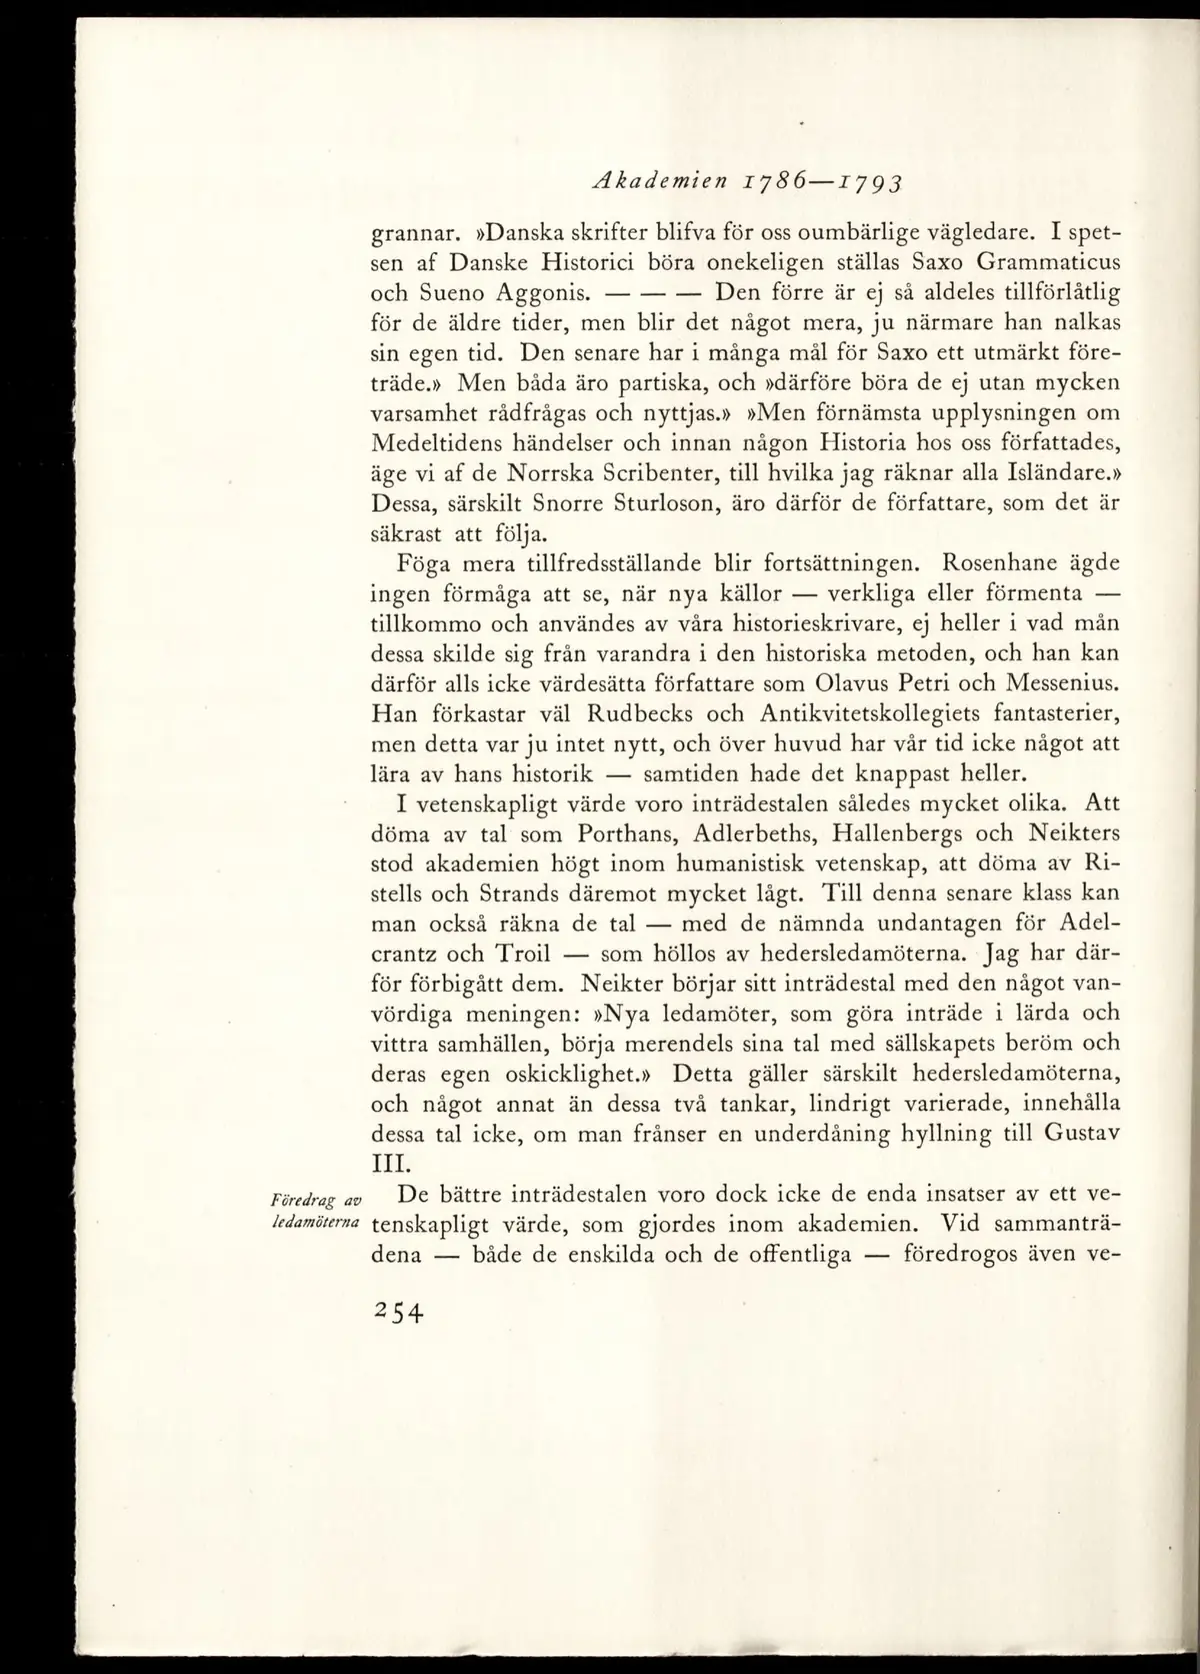 Akademien 1786—1793
grannar. »Danska skrifter blifva för oss oumbärlige vägledare. I spet-
sen af Danske Historici böra onekeligen ställas Saxo Grammaticus
och Sueno Aggonis. — — — Den förre är ej så aldeles tillförlåtlig
för de äldre tider, men blir det något mera, ju närmare han nalkas
sin egen tid. Den senare har i många mål för Saxo ett utmärkt före-
träde.» Men båda äro partiska, och »därföre böra de ej utan mycken
varsamhet rådfrågas och nyttjas.» »Men förnämsta upplysningen om
Medeltidens händelser och innan någon Historia hos oss författades,
äge vi af de Norrska Scribenter, till hvilka jag räknar alla Isländare.»
Dessa, särskilt Snorre Sturloson, äro därför de författare, som det är
säkrast att följa.
Föga mera tillfredsställande blir fortsättningen. Rosenhane ägde
ingen förmåga att se, när nya källor — verkliga eller förmenta —
tillkommo och användes av våra historieskrivare, ej heller i vad mån
dessa skilde sig från varandra i den historiska metoden, och han kan
därför alls icke värdesätta författare som Olavus Petri och Messenius.
Han förkastar väl Rudbecks och Antikvitetskollegiets fantasterier,
men detta var ju intet nytt, och över huvud har vår tid icke något att
lära av hans historik — samtiden hade det knappast heller.
I vetenskapligt värde voro inträdestalen således mycket olika. Att
döma av tal som Porthans, Adlerbeths, Hallenbergs och Neikters
stod akademien högt inom humanistisk vetenskap, att döma av Ri-
stells och Strands däremot mycket lågt. Till denna senare klass kan
man också räkna de tal — med de nämnda undantagen för Adel-
crantz och Troil — som höllos av hedersledamöterna. Jag har där-
för förbigått dem. Neikter börjar sitt inträdestal med den något van-
vördiga meningen: »Nya ledamöter, som göra inträde i lärda och
vittra samhällen, börja merendels sina tal med sällskapets beröm och
deras egen oskicklighet.» Detta gäller särskilt hedersledamöterna,
och något annat än dessa två tankar, lindrigt varierade, innehålla
dessa tal icke, om man frånser en underdåning hyllning till Gustav
III.
Föredrag av
ledamöterna
De bättre inträdestalen voro dock icke de enda insatser av ett ve-
tenskapligt värde, som gjordes inom akademien. Vid sammanträ-
dena — både de enskilda och de offentliga — föredrogos även ve-
254